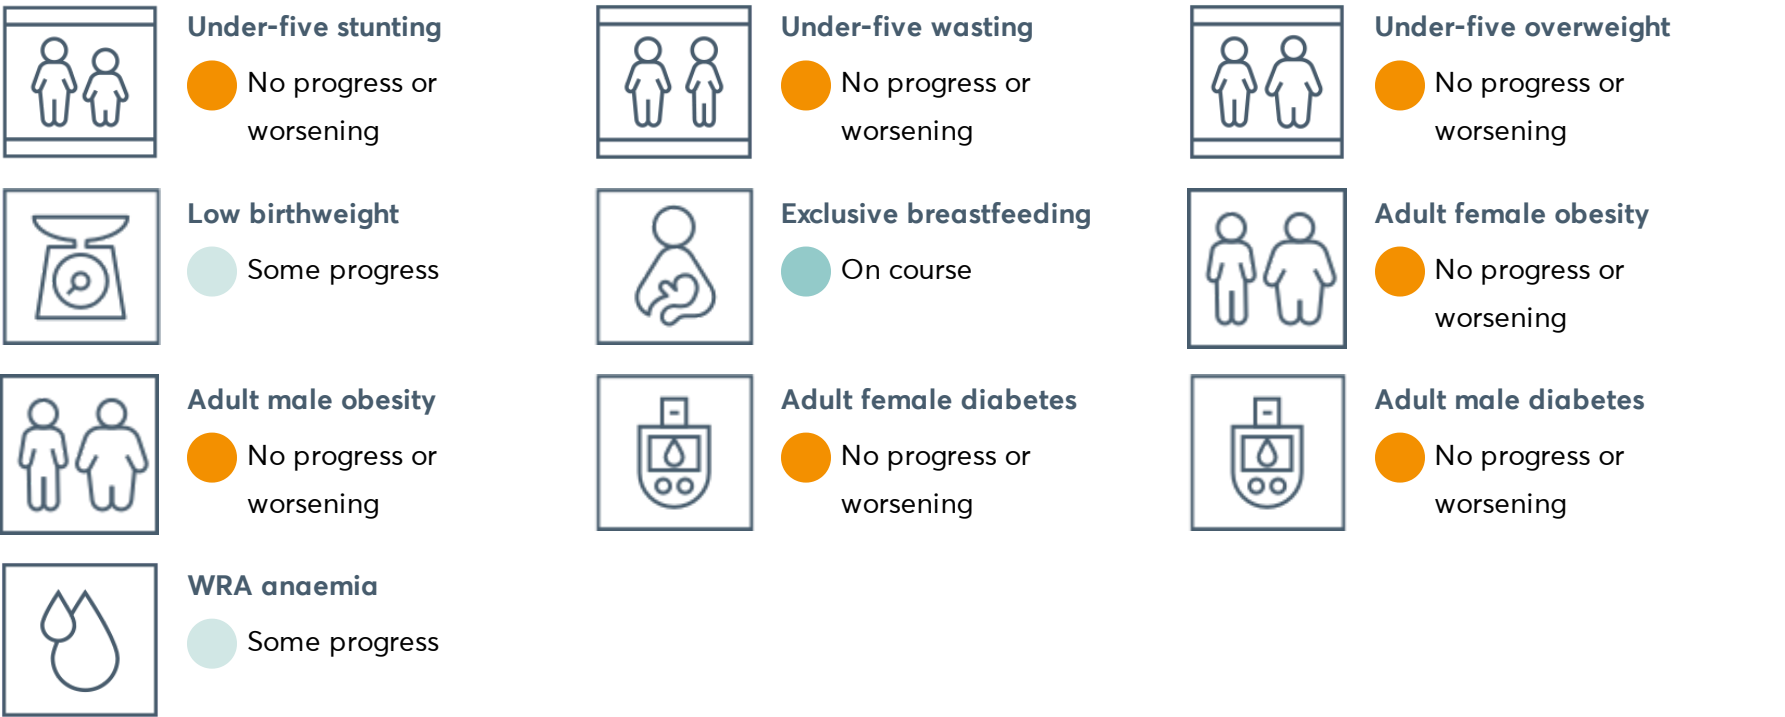 Under-five stunting
No progress or
worsening
Under-five wasting
No progress or
worsening
Under-five overweight
No progress or
worsening
Low birthweight
Some progress
Exclusive breastfeeding
On course
Adult female obesity
No progress or
worsening
Adult male obesity
No progress or
worsening
Adult female diabetes
No progress or
worsening
Adult male diabetes
No progress or
worsening
WRA anaemia
Some progress